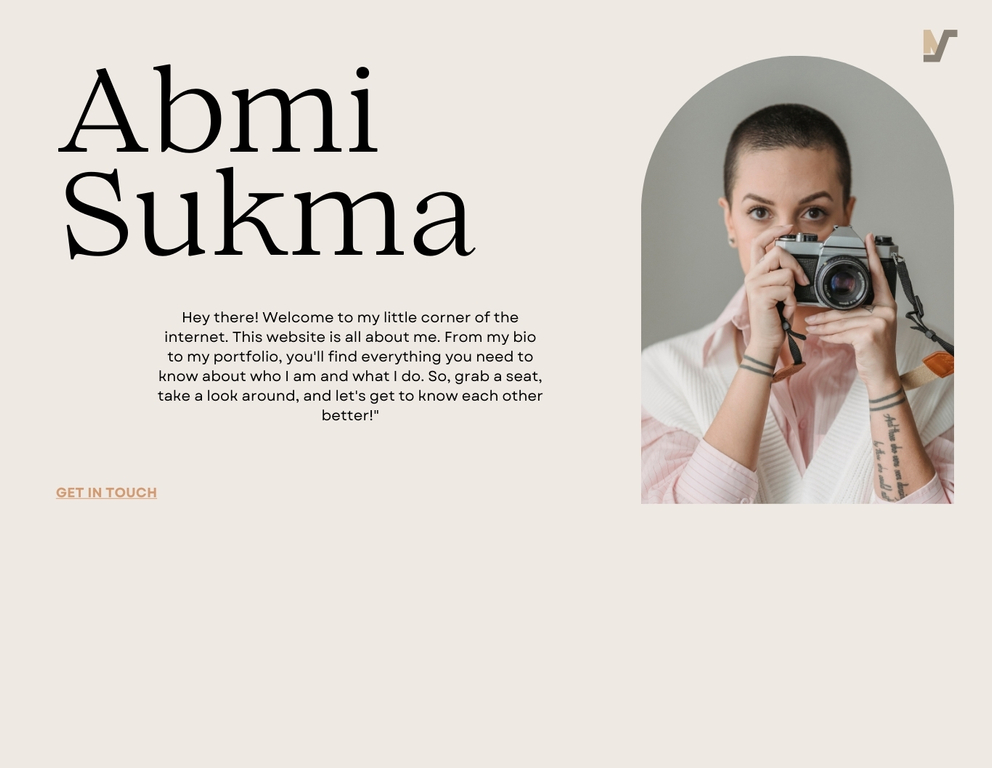 Abmi
Sukma
Hey there! Welcome to my little corner of the
internet. This website is all about me. From my bio
to my portfolio, you'll find everything you need to
know about who I am and what I do. So, grab a seat,
take a look around, and let's get to know each other
better!"
GET IN TOUCH